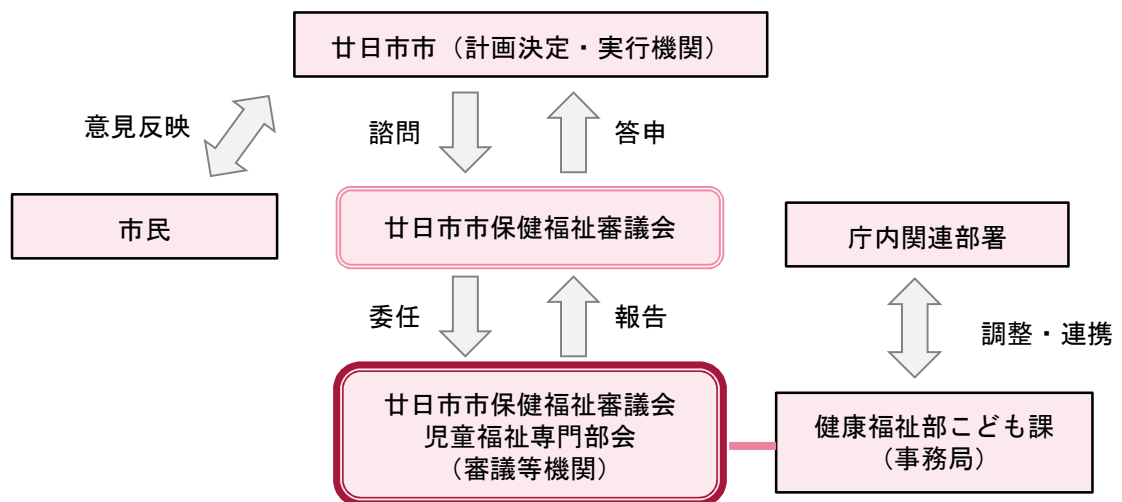 廿日市市（計画決定・実行機関）
意見反映
諮問
答申
市民
廿日市市保健福祉審議会
庁内関連部署
委任
報告
調整・連携
廿日市市保健福祉審議会
児童福祉専門部会
（審議等機関）
健康福祉部こども課
（事務局）